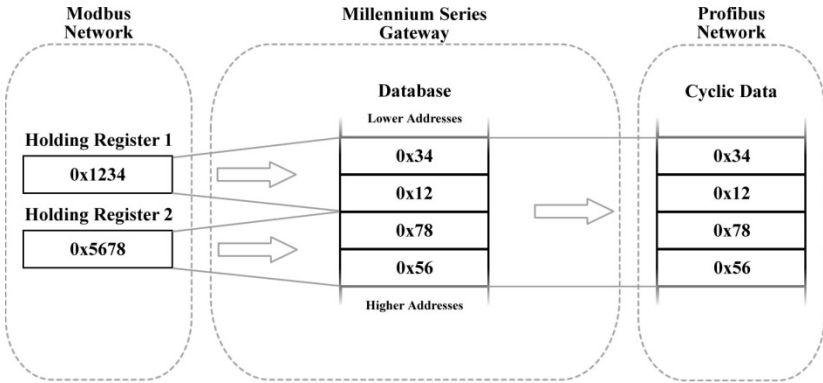 Modbus
Network
Millennium Series
Gateway
Profibus
Network
Database
Cyclic Data
Lower Addresses
Holding Register 1
0x1234
Holding Register 2
0x5678
0x34
0x12
0x78
0x56
Higher Addresses
0x34
0x12
0x78
0x56